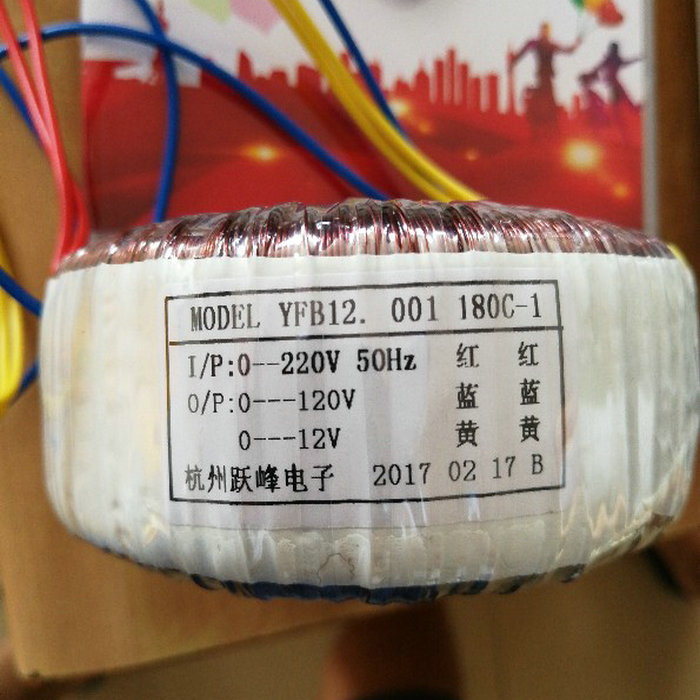 MODEL YFB12. 001 180C-1
I/P:0--220V 50Hz 红 红
O/P:0---120V 蓝 蓝
0---12V 黄 黄
杭州跃峰电子 2017 02 17 B